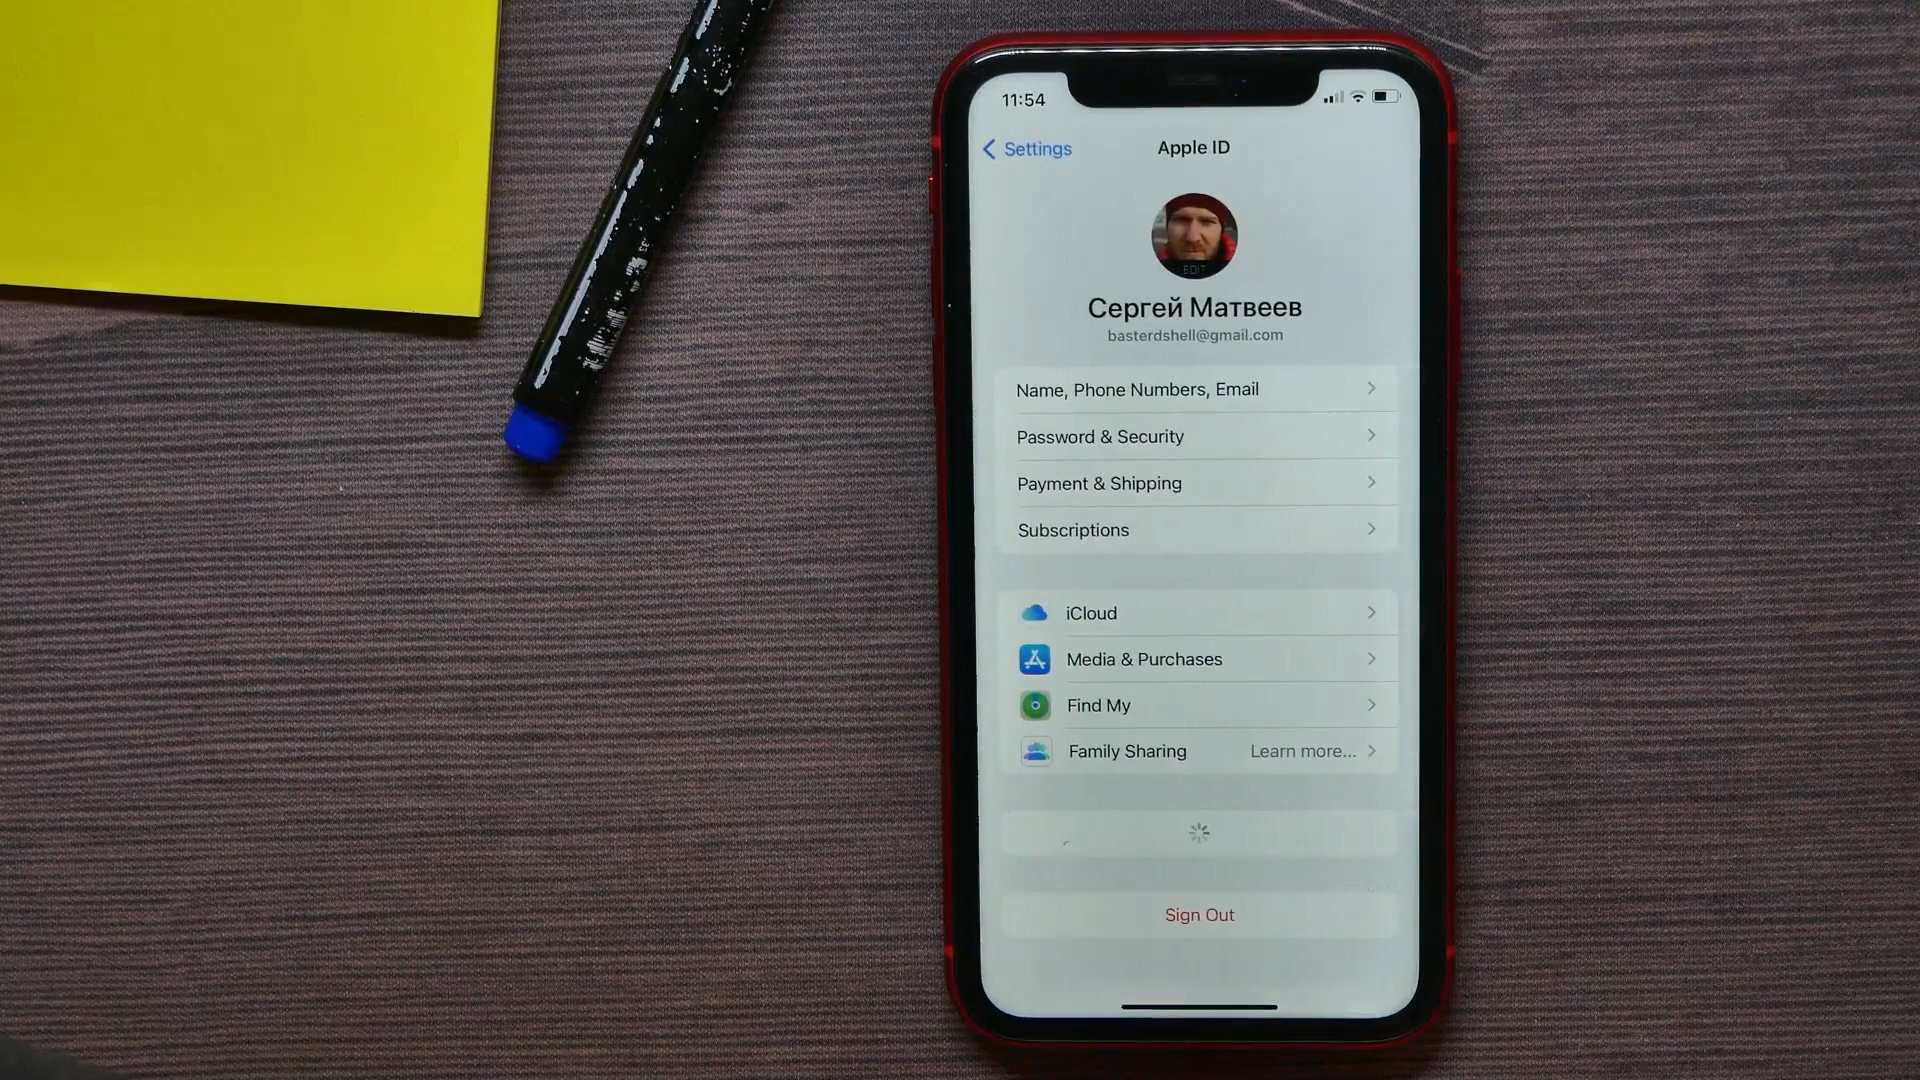 11:54
Settings
Apple ID
EDIT
Сергей Матвеев
basterdshell@gmail.com
Name, Phone Numbers, Email
Password & Security
Payment & Shipping
Subscriptions
iCloud
Media & Purchases
Find My
Family Sharing Learn more...
Sign Out